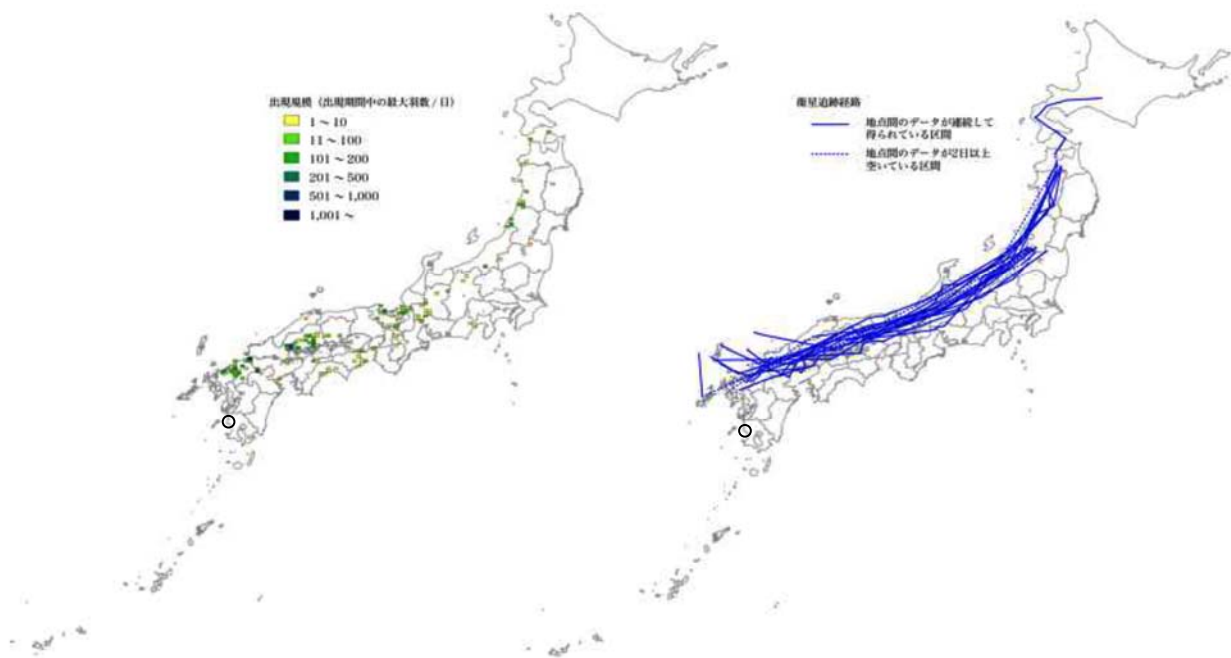 出現規模（出現期間中の最大羽数 / 日）
1 ～ 10
11 ～ 100
101 ～ 200
201 ～ 500
501 ～ 1,000
1,001 ～
衛星追跡経路
地点間のデータが連続して
得られている区間
地点間のデータが2日以上
空いている区間